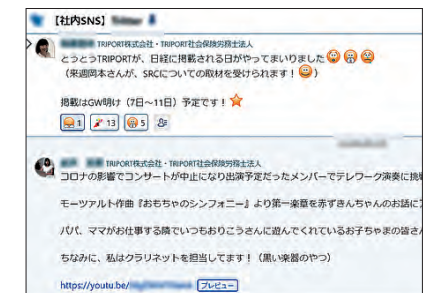 【社内SNS】
TRIPORT株式会社・TRIPORT社会保険労務士法人
とうとうTRIPORTが、日経に掲載される日がやってまいりました
（来週岡本さんが、SRCについての取材を受けられます！）
掲載はGW明け（7日～11日）予定です！
1 13 5
TRIPORT株式会社・TRIPORT社会保険労務士法人
コロナの影響でコンサートが中止になり出演予定だったメンバーでテレワーク演奏に挑
モーツアルト作曲『おもちゃのシンフォニー』より第一楽章を赤ずきんちゃんのお話に
パパ、ママがお仕事する隣でいつもおりこうさんに遊んでくれているお子ちゃまの皆さ
ちなみに、私はクラリネットを担当してます！（黒い楽器のやつ）
https://youtu.be/ プレビュー